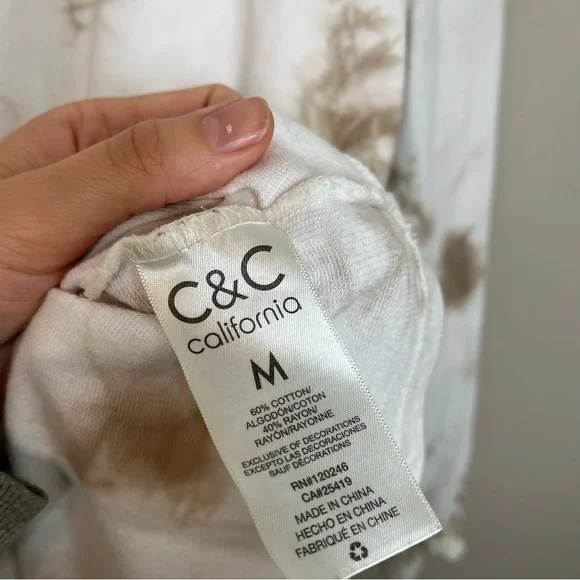 C&C
california
M
60% COTTON/
ALGODÓN/COTON
40% RAYON/
RAYÓN/RAYONNE
EXCLUSIVE OF DECORATIONS
EXCEPTO LAS DECORACIONES
SAUF DÉCORATIONS
RN#120246
CA#25419
MADE IN CHINA
HECHO EN CHINA
FABRIQUÉ EN CHINE